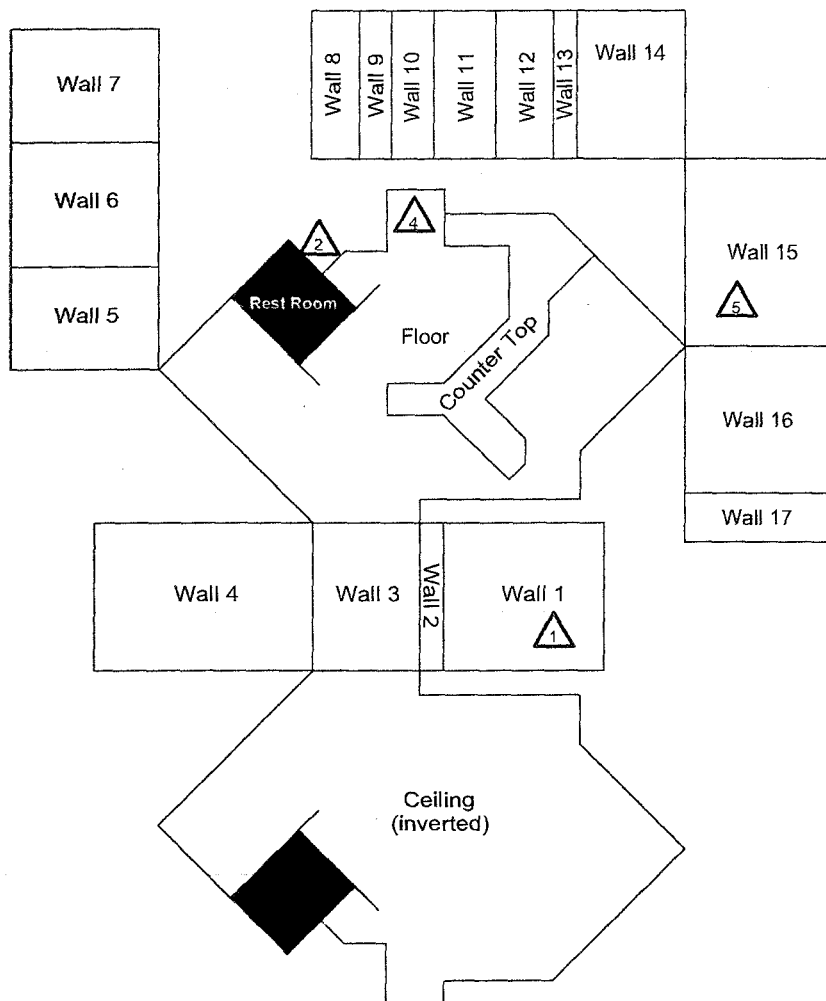 Wall 7
Wall 6
Wall 5
Wall 8
Wall 9
Wall 10
Wall 11
Wall 12
Wall 13
Wall 14
Wall 15
5
Wall 16
Wall 17
2
4
Rest Room
Floor
Counter Top
Wall 4
Wall 3
Wall 2
Wall 1
1
Ceiling
(inverted)